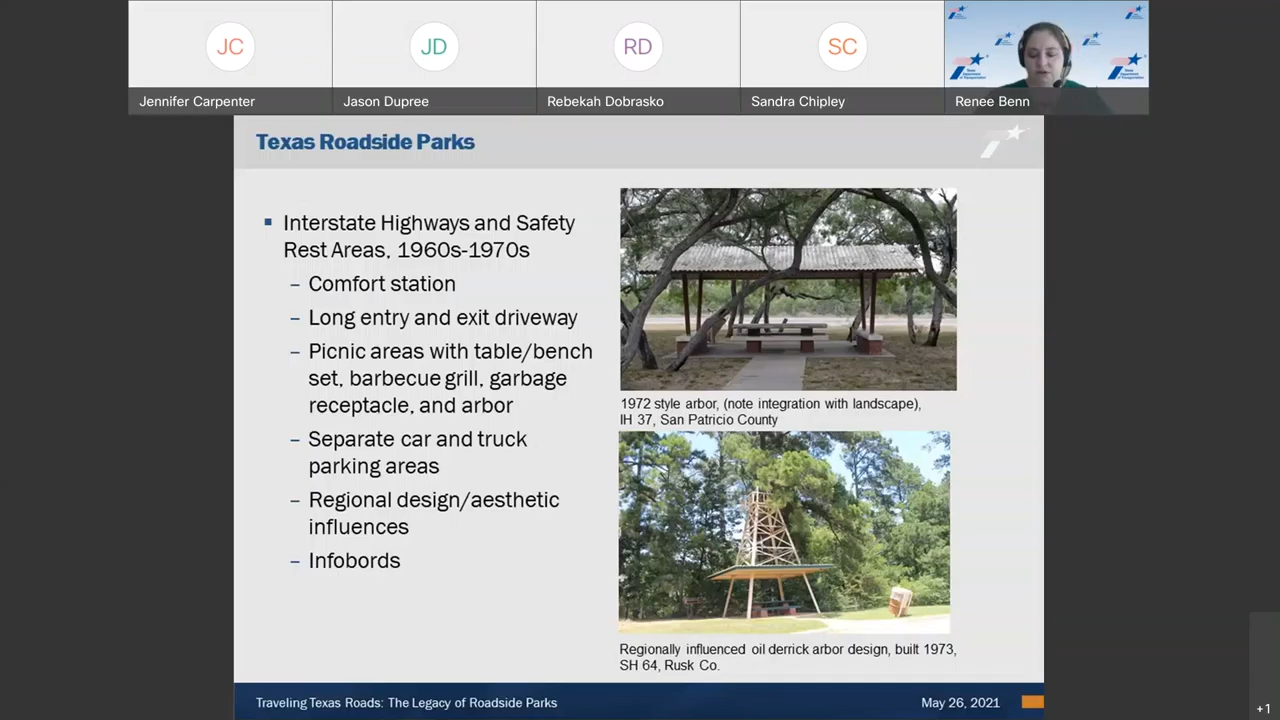 JC
JD
RD
SC
Jennifer Carpenter
Jason Dupree
Rebekah Dobrasko
Sandra Chipley
Renee Benn
Texas Roadside Parks
Interstate Highways and Safety
Rest Areas, 1960s-1970s
– Comfort station
– Long entry and exit driveway
– Picnic areas with table/bench
set, barbecue grill, garbage
receptacle, and arbor
– Separate car and truck
parking areas
– Regional design/aesthetic
influences
– Infobords
1972 style arbor, (note integration with landscape),
IH 37, San Patricio County
Regionally influenced oil derrick arbor design, built 1973,
SH 64, Rusk Co.
Traveling Texas Roads: The Legacy of Roadside Parks
May 26, 2021
+1